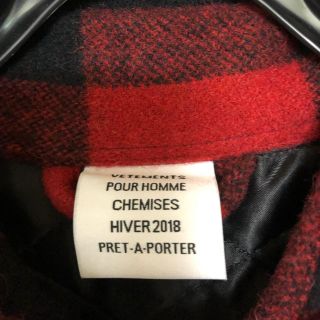 VETEMENTS
POUR HOMME
CHEMISES
HIVER 2018
PRET-A-PORTER